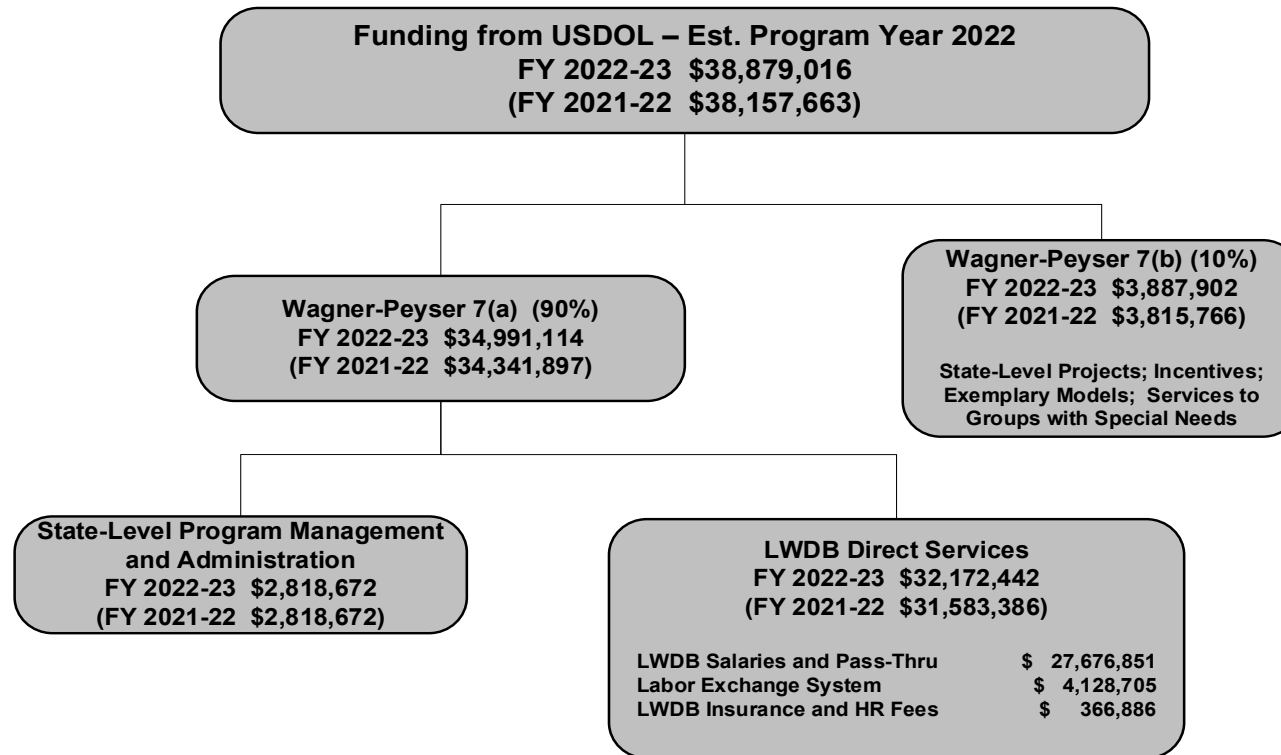 Funding from USDOL – Est. Program Year 2022
FY 2022-23 $38,879,016
(FY 2021-22 $38,157,663)
Wagner-Peyser 7(a) (90%)
FY 2022-23 $34,991,114
(FY 2021-22 $34,341,897)
Wagner-Peyser 7(b) (10%)
FY 2022-23 $3,887,902
(FY 2021-22 $3,815,766)
State-Level Projects; Incentives;
Exemplary Models; Services to
Groups with Special Needs
State-Level Program Management
and Administration
FY 2022-23 $2,818,672
(FY 2021-22 $2,818,672)
LWDB Direct Services
FY 2022-23 $32,172,442
(FY 2021-22 $31,583,386)
LWDB Salaries and Pass-Thru $ 27,676,851
Labor Exchange System $ 4,128,705
LWDB Insurance and HR Fees $ 366,886